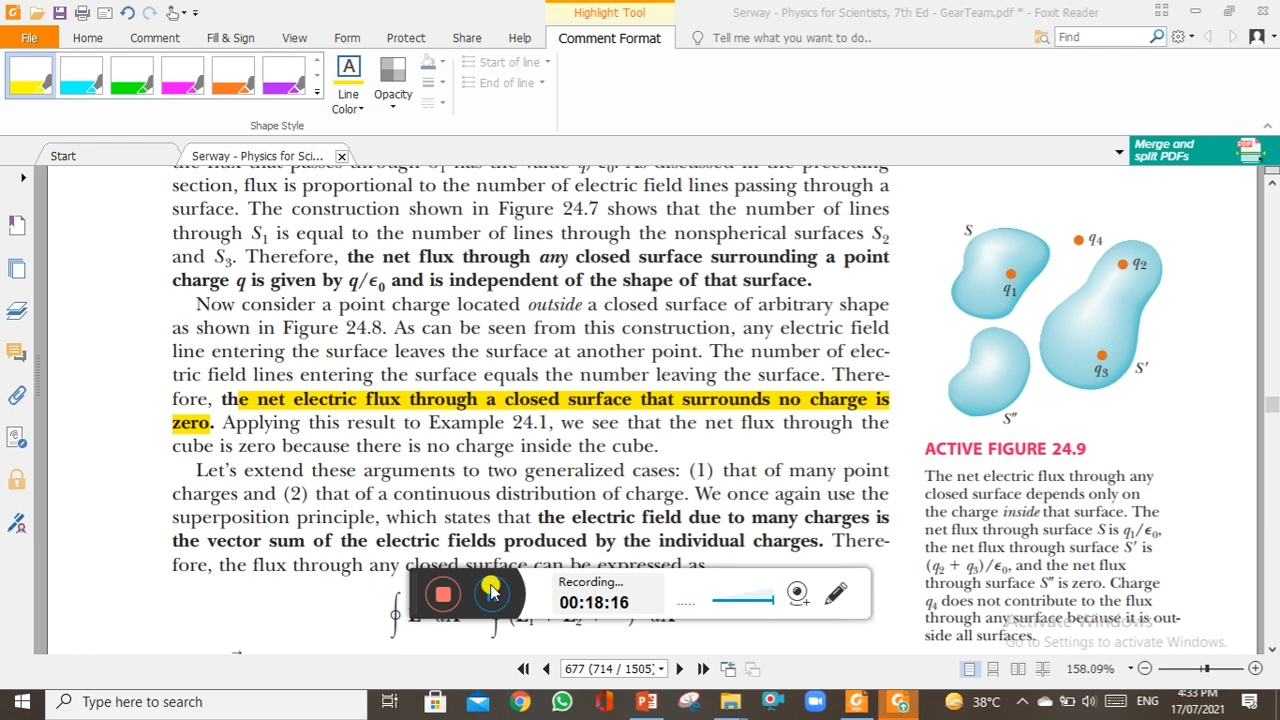 Highlight Tool
Serway - Physics for Scientists, 7th Ed - GearTeam.pdf * - Foxit Reader
File
Home
Comment
Fill & Sign
View
Form
Protect
Share
Help
Comment Format
Tell me what you want to do..
Find
Line
Color
Opacity
Start of line
End of line
Shape Style
Start
Serway - Physics for Sci...
Merge and
split PDFs
section, flux is proportional to the number of electric field lines passing through a
surface. The construction shown in Figure 24.7 shows that the number of lines
through S₁ is equal to the number of lines through the nonspherical surfaces S₂
and S₃. Therefore, the net flux through any closed surface surrounding a point
charge q is given by q/ϵ₀ and is independent of the shape of that surface.
Now consider a point charge located outside a closed surface of arbitrary shape
as shown in Figure 24.8. As can be seen from this construction, any electric field
line entering the surface leaves the surface at another point. The number of elec-
tric field lines entering the surface equals the number leaving the surface. There-
fore, the net electric flux through a closed surface that surrounds no charge is
zero. Applying this result to Example 24.1, we see that the net flux through the
cube is zero because there is no charge inside the cube.
Let's extend these arguments to two generalized cases: (1) that of many point
charges and (2) that of a continuous distribution of charge. We once again use the
superposition principle, which states that the electric field due to many charges is
the vector sum of the electric fields produced by the individual charges. There-
fore, the flux through any closed surface can be expressed as
S
q₄
q₂
q₁
q₃
S′
S″
ACTIVE FIGURE 24.9
The net electric flux through any
closed surface depends only on
the charge inside that surface. The
net flux through surface S is q₁/ϵ₀,
the net flux through surface S′ is
(q₂ + q₃)/ϵ₀, and the net flux
through surface S″ is zero. Charge
q₄ does not contribute to the flux
through any surface because it is out-
side all surfaces.
Activate Windows
Go to Settings to activate Windows.
Recording...
00:18:16
677 (714 / 1505)
158.09%
Type here to search
38°C
ENG
4:33 PM
17/07/2021